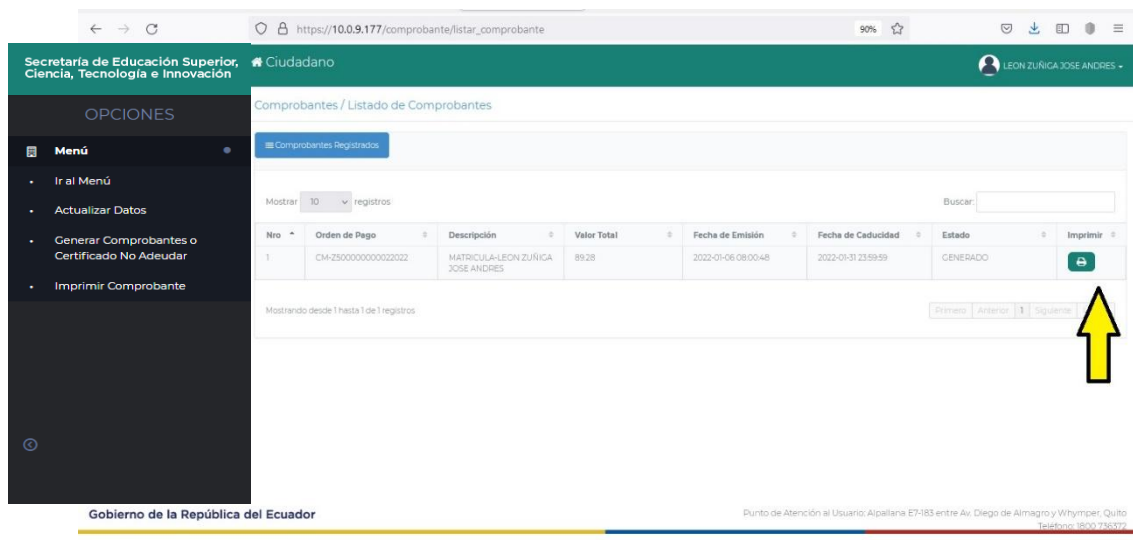 https://10.0.9.177/comprobante/listar_comprobante
90%
Secretaría de Educación Superior,
Ciencia, Tecnología e Innovación
Ciudadano
LEON ZUÑIGA JOSE ANDRES
OPCIONES
Menú
Ir al Menú
Actualizar Datos
Generar Comprobantes o
Certificado No Adeudar
Imprimir Comprobante
Comprobantes / Listado de Comprobantes
Comprobantes Registrados
Mostrar 10 registros
Buscar:
Nro Orden de Pago Descripción Valor Total Fecha de Emisión Fecha de Caducidad Estado Imprimir
1 CM-Z500000000022022 MATRICULA-LEON ZUÑIGA 89.28 2022-01-06 08:00:48 2022-01-31 23:59:59 GENERADO
JOSE ANDRES
Mostrando desde 1 hasta 1 de 1 registros
Primero Anterior 1 Siguiente
Gobierno de la República del Ecuador
Punto de Atención al Usuario: Alpallana E7-183 entre Av. Diego de Almagro y Whymper, Quito
Teléfono: 1800 736372